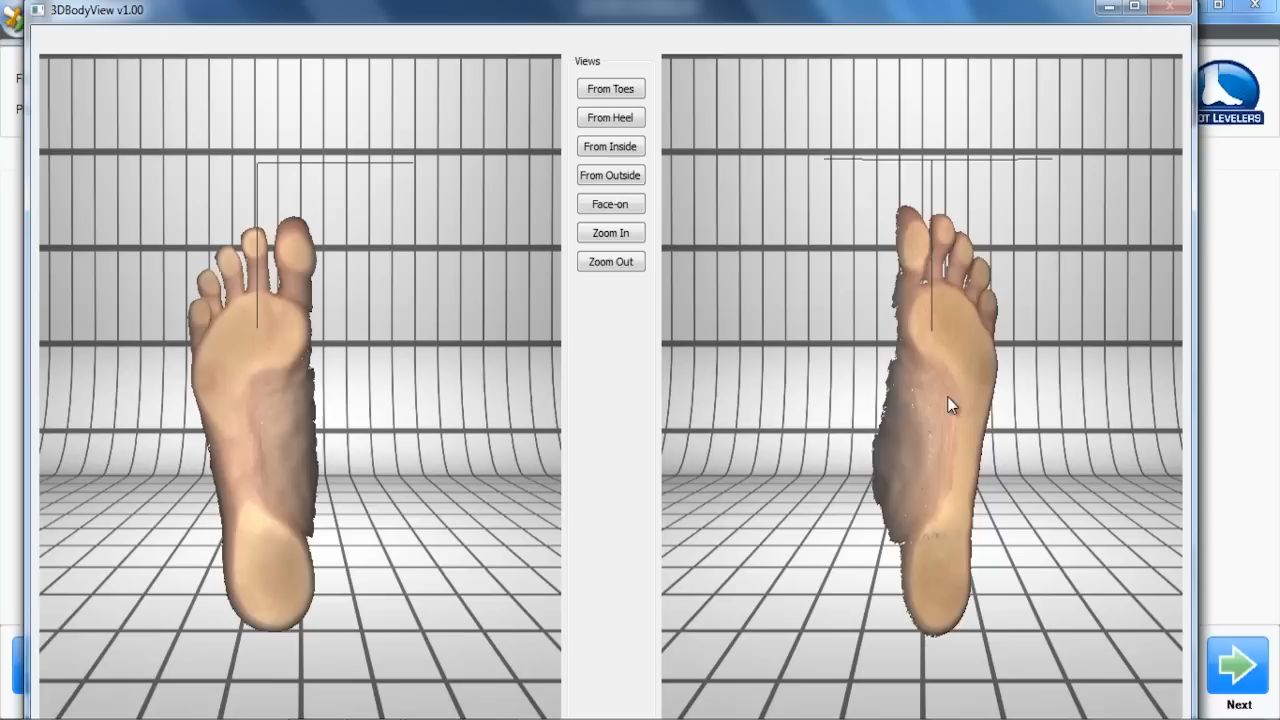 3DBodyView v1.00
Views
From Toes
From Heel
From Inside
From Outside
Face-on
Zoom In
Zoom Out
F
P
OT LEVELERS
Next